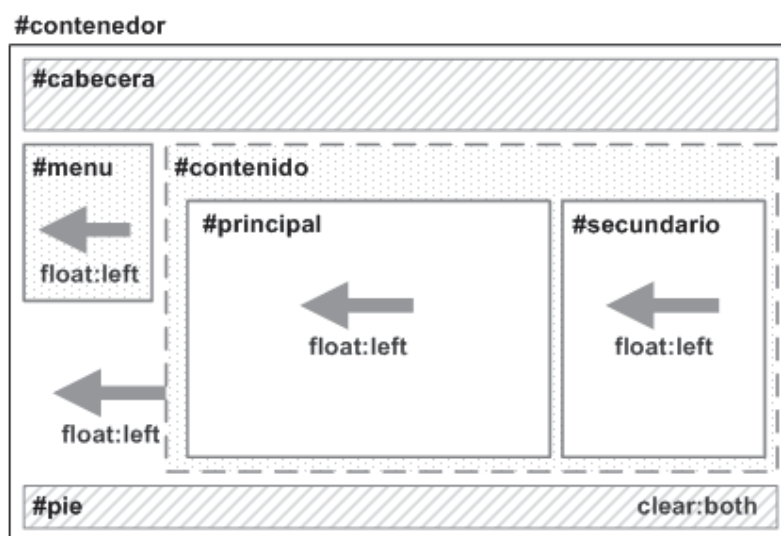 #contenedor
#cabecera
#menu
float:left
#contenido
#principal
float:left
#secundario
float:left
float:left
#pie
clear:both